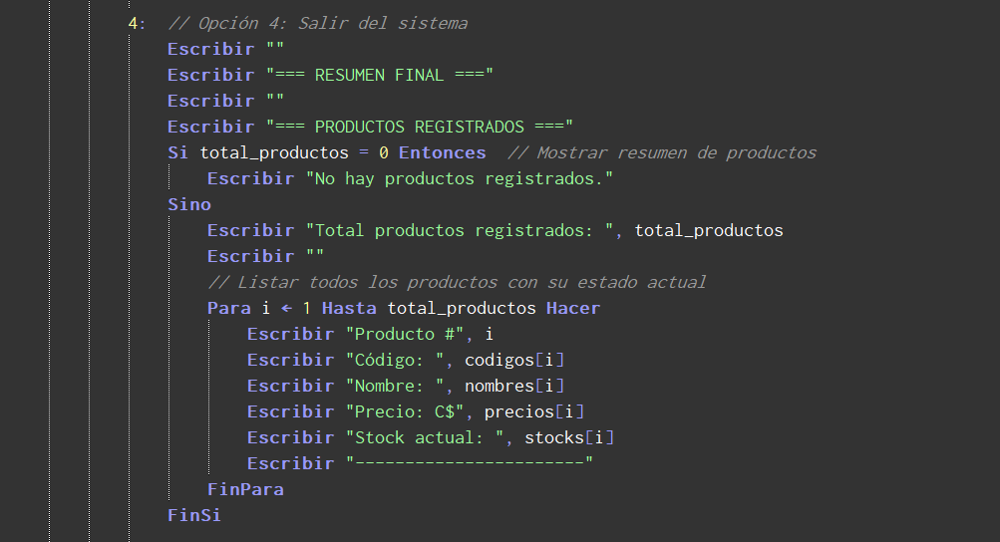 4: // Opción 4: Salir del sistema
Escribir ""
Escribir "=== RESUMEN FINAL ==="
Escribir ""
Escribir "=== PRODUCTOS REGISTRADOS ==="
Si total_productos = 0 Entonces // Mostrar resumen de productos
Escribir "No hay productos registrados."
Sino
Escribir "Total productos registrados: ", total_productos
Escribir ""
// Listar todos los productos con su estado actual
Para i ← 1 Hasta total_productos Hacer
Escribir "Producto #", i
Escribir "Código: ", codigos[i]
Escribir "Nombre: ", nombres[i]
Escribir "Precio: C$", precios[i]
Escribir "Stock actual: ", stocks[i]
Escribir "-----------------------"
FinPara
FinSi